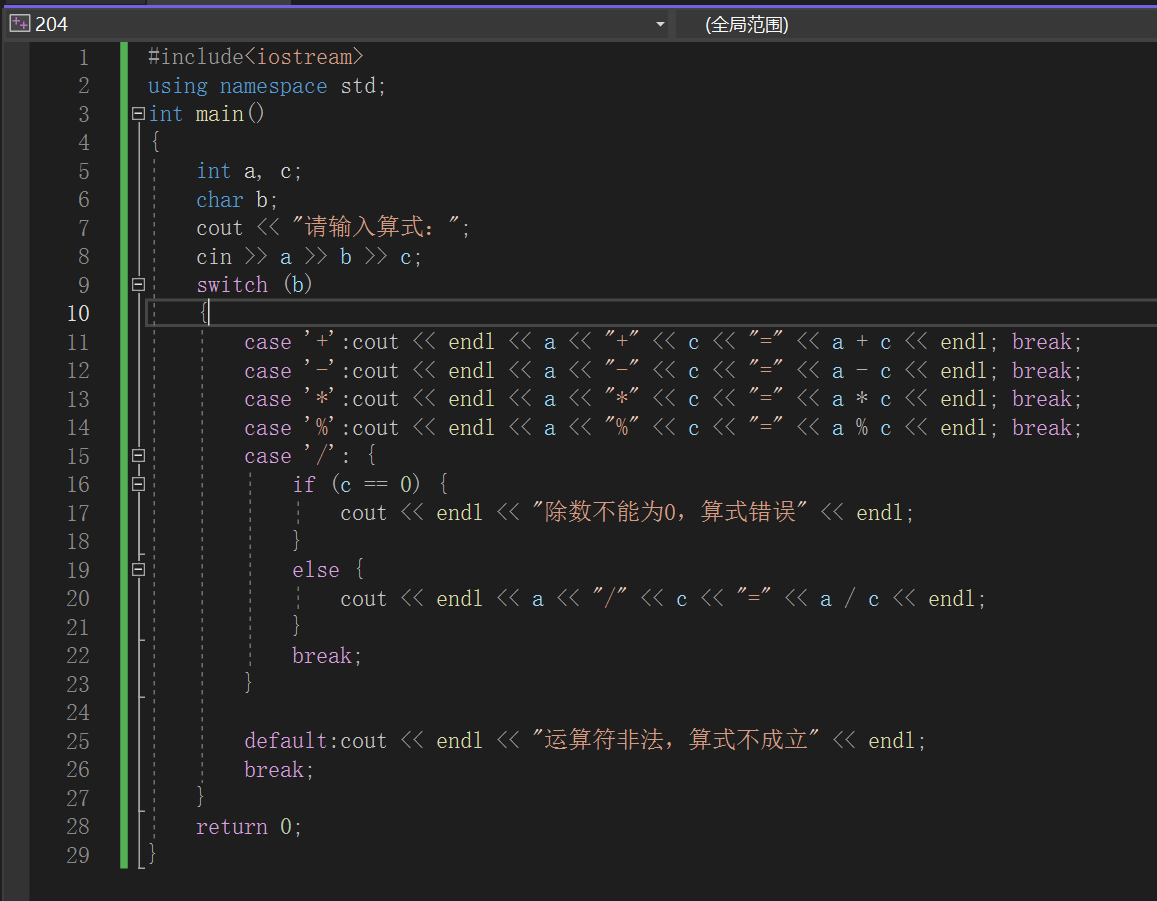 204 (全局范围)
1 #include<iostream>
2 using namespace std;
3 int main()
4 {
5 int a, c;
6 char b;
7 cout << "请输入算式：";
8 cin >> a >> b >> c;
9 switch (b)
10 {
11 case '+':cout << endl << a << "+" << c << "=" << a + c << endl; break;
12 case '-':cout << endl << a << "-" << c << "=" << a - c << endl; break;
13 case '*':cout << endl << a << "*" << c << "=" << a * c << endl; break;
14 case '%':cout << endl << a << "%" << c << "=" << a % c << endl; break;
15 case '/': {
16 if (c == 0) {
17 cout << endl << "除数不能为0，算式错误" << endl;
18 }
19 else {
20 cout << endl << a << "/" << c << "=" << a / c << endl;
21 }
22 break;
23 }
24
25 default:cout << endl << "运算符非法，算式不成立" << endl;
26 break;
27 }
28 return 0;
29 }